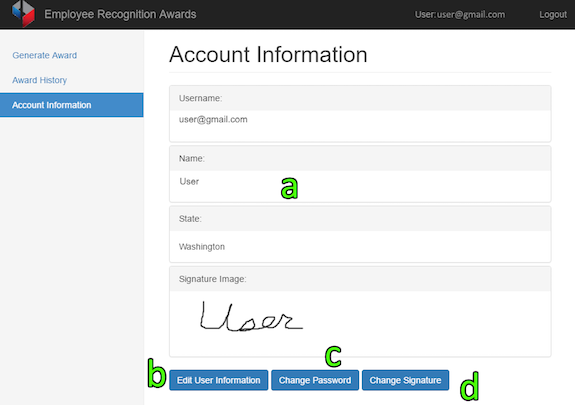 Employee Recognition Awards User:user@gmail.com Logout
Generate Award
Award History
Account Information
Account Information
Username:
user@gmail.com
Name:
User
a
State:
Washington
Signature Image:
User
c
b Edit User Information Change Password Change Signature d